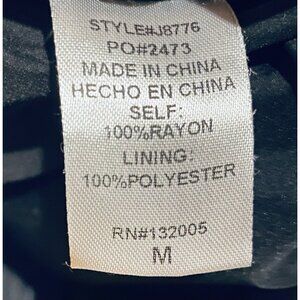 STYLE#J8776
PO#2473
MADE IN CHINA
HECHO EN CHINA
SELF:
100%RAYON
LINING:
100%POLYESTER
RN#132005
M